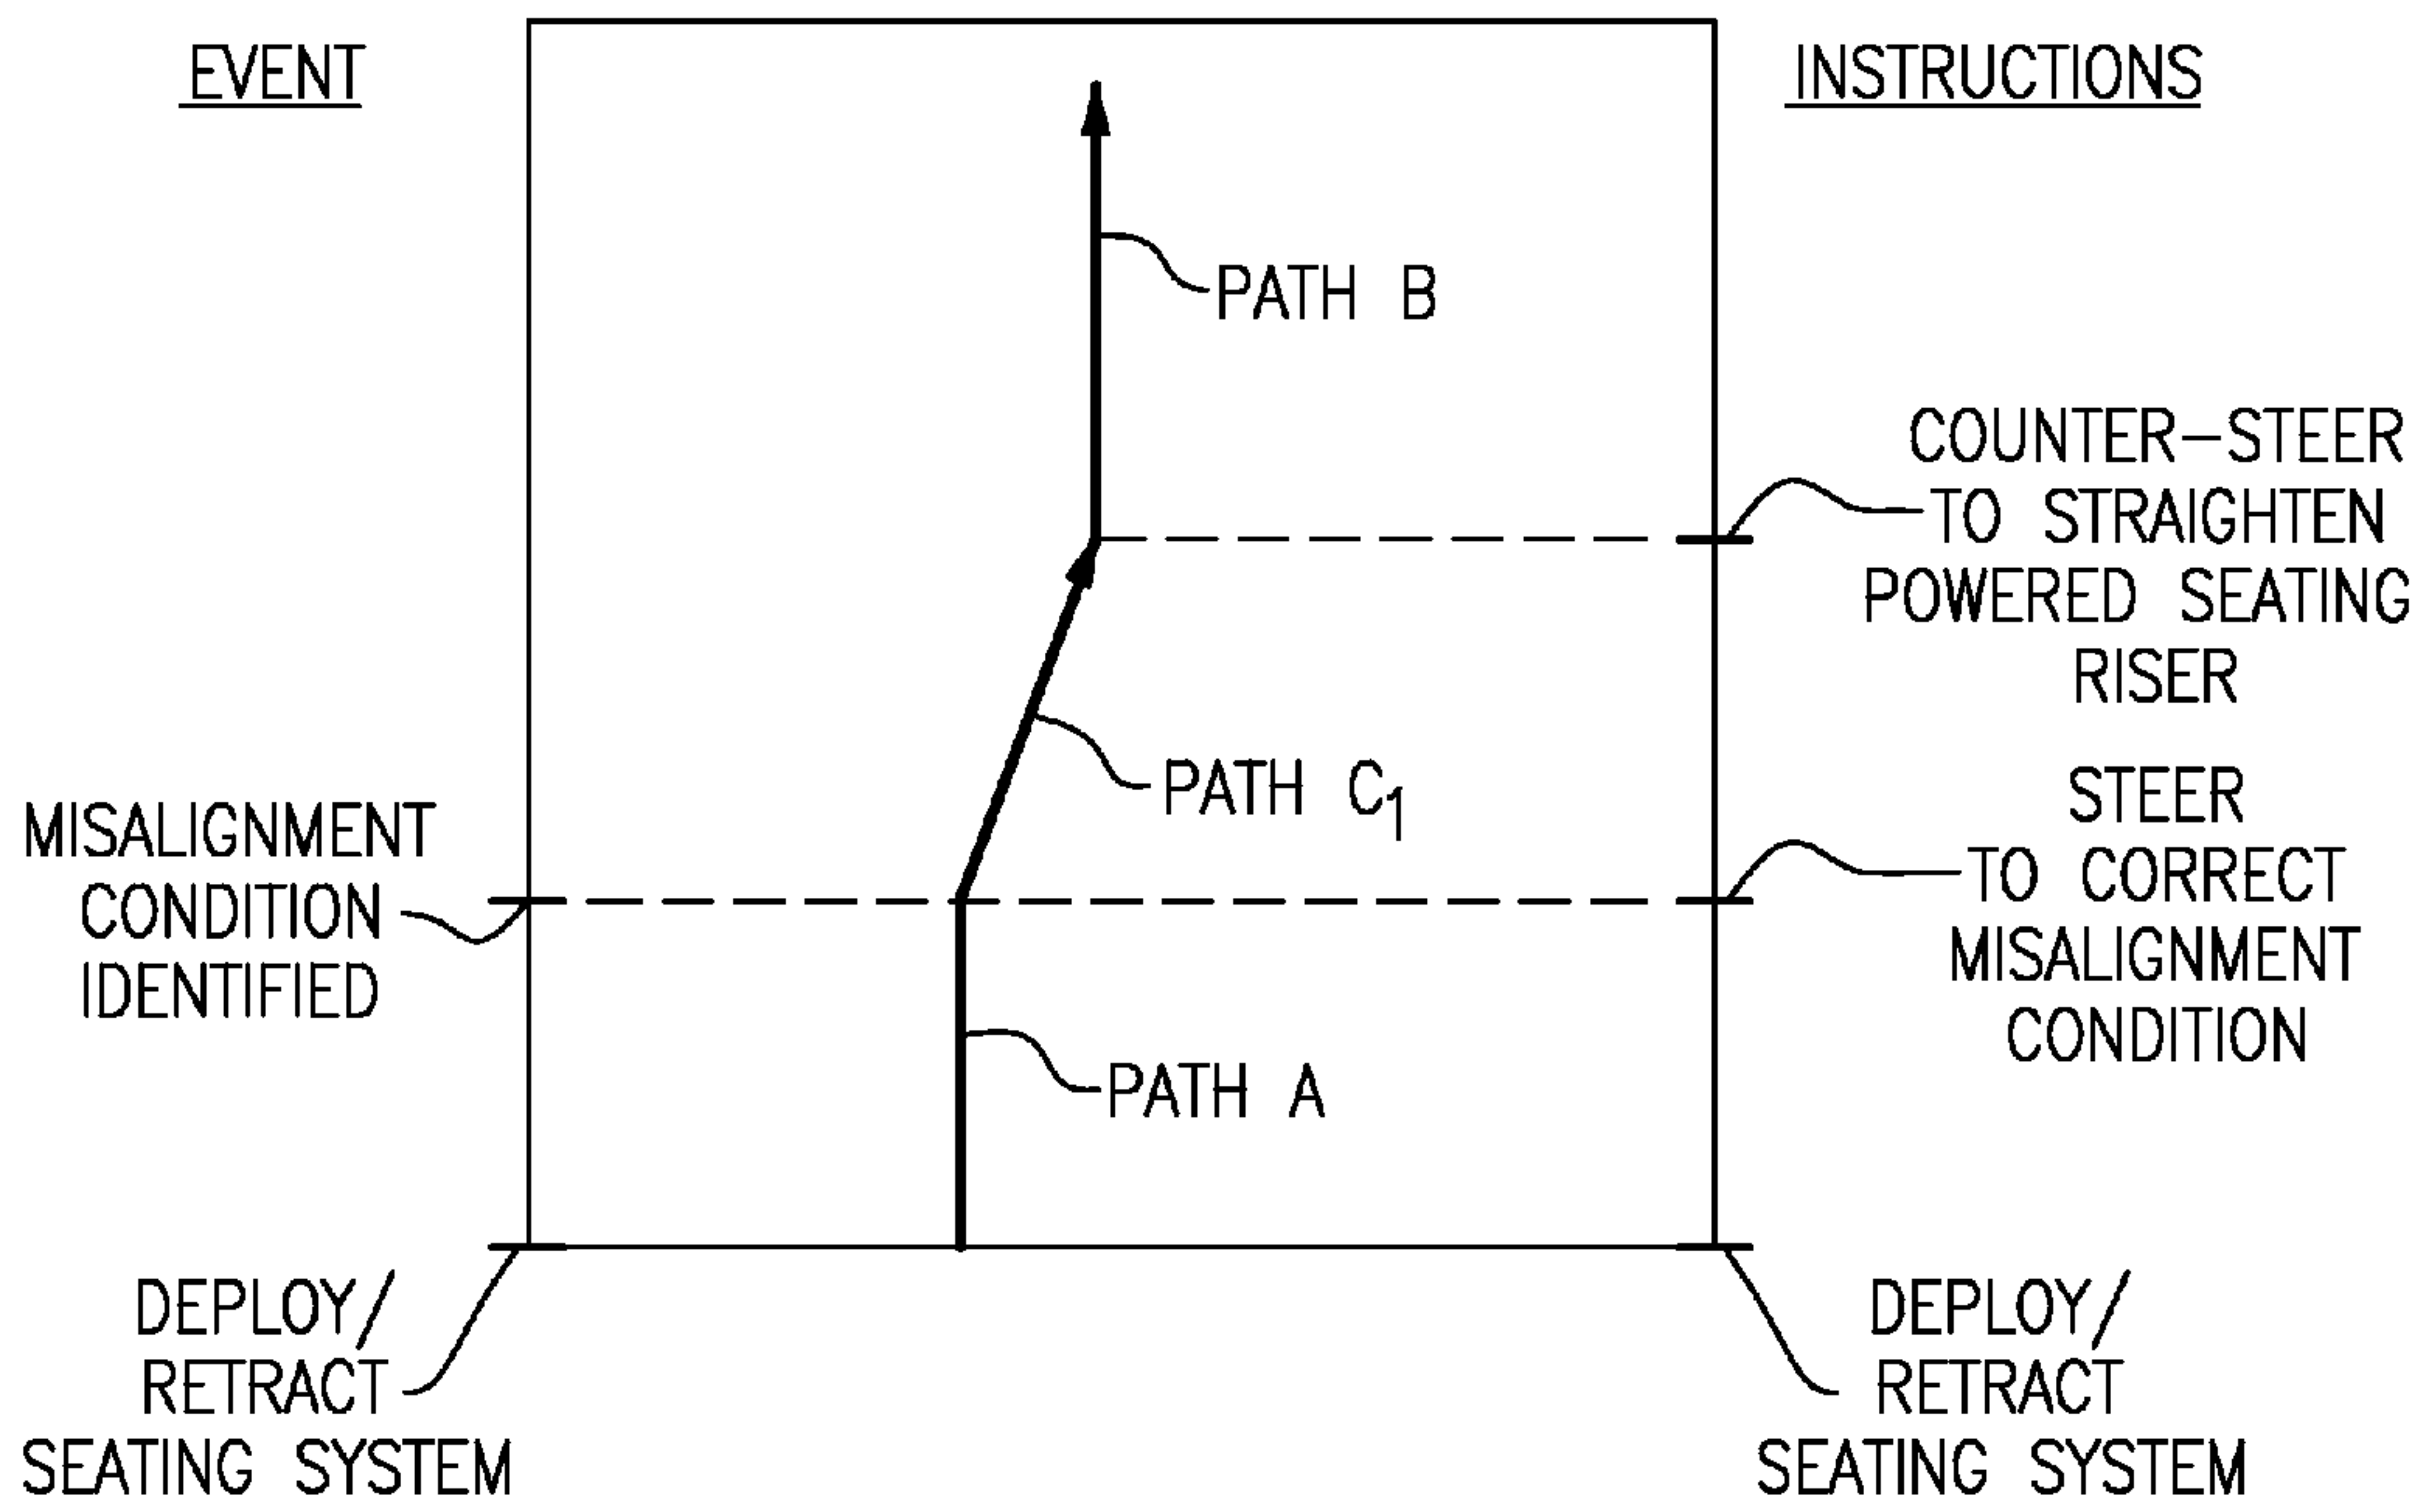 EVENT
INSTRUCTIONS
PATH B
COUNTER-STEER
TO STRAIGHTEN
POWERED SEATING
RISER
PATH C1
STEER
TO CORRECT
MISALIGNMENT
CONDITION
MISALIGNMENT
CONDITION
IDENTIFIED
PATH A
DEPLOY/
RETRACT
SEATING SYSTEM
DEPLOY/
RETRACT
SEATING SYSTEM